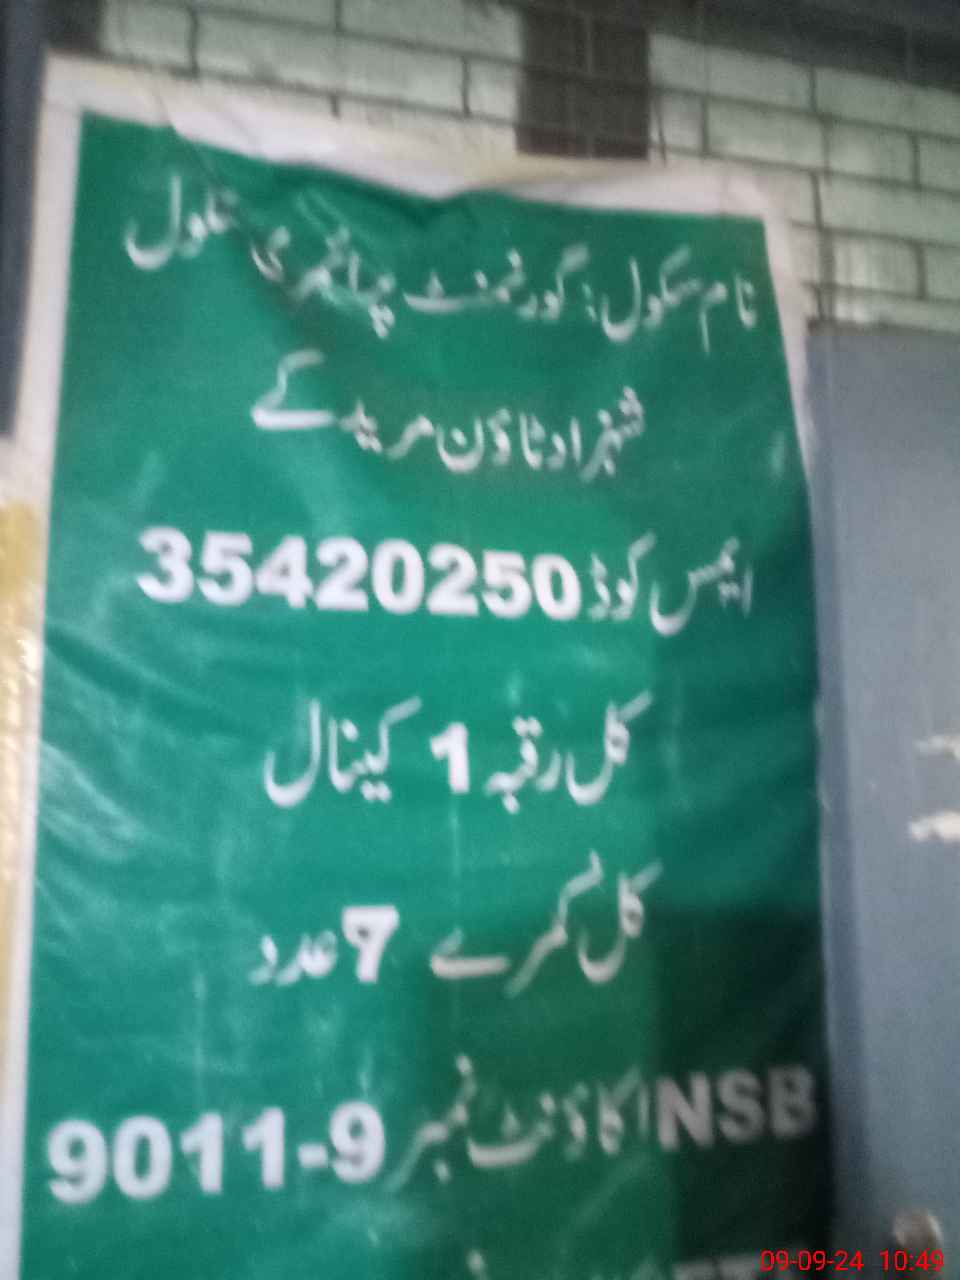 نام سکول: گورنمنٹ پرائمری سکول
شہزاد ٹاؤن مریدکے
ایمس کوڈ 35420250
کل رقبہ 1 کینال
کل کمرے 7 عدد
NSB اکاؤنٹ نمبر 9011-9
09-09-24 10:49